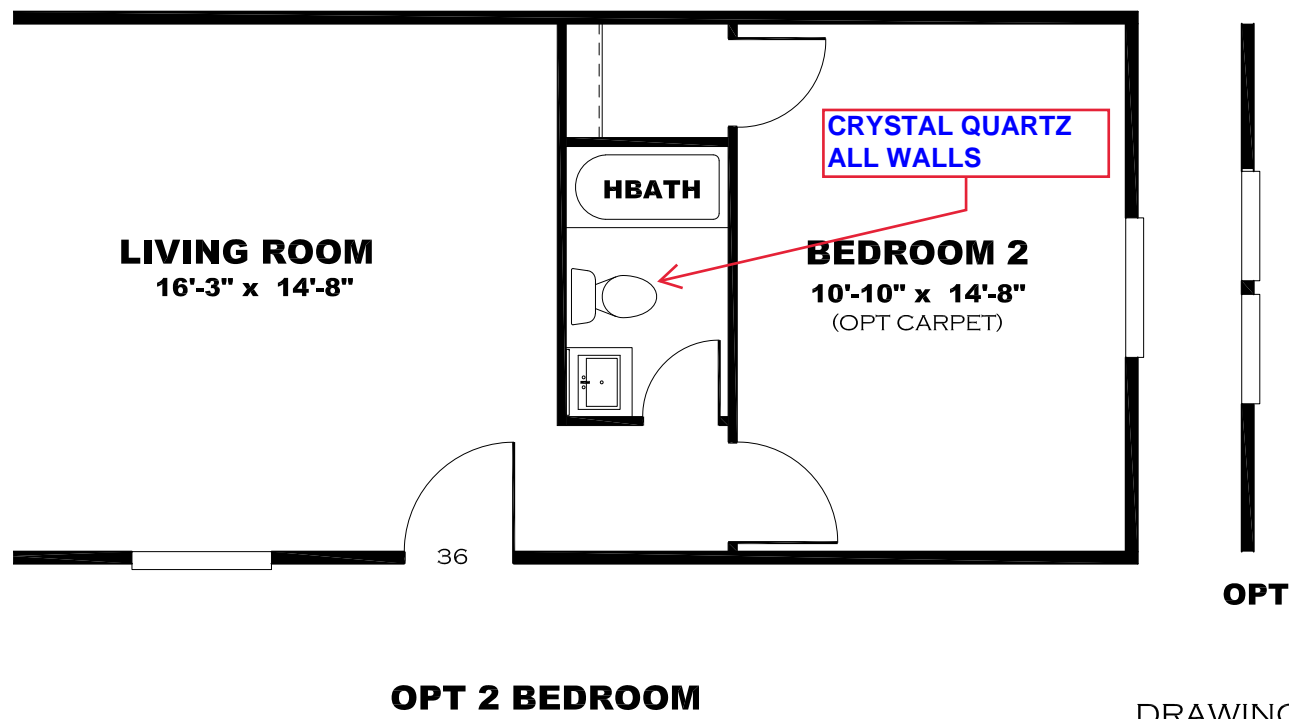 CRYSTAL QUARTZ
ALL WALLS
HBATH
LIVING ROOM
16'-3" x 14'-8"
BEDROOM 2
10'-10" x 14'-8"
(OPT CARPET)
36
OPT
OPT 2 BEDROOM
DRAWING